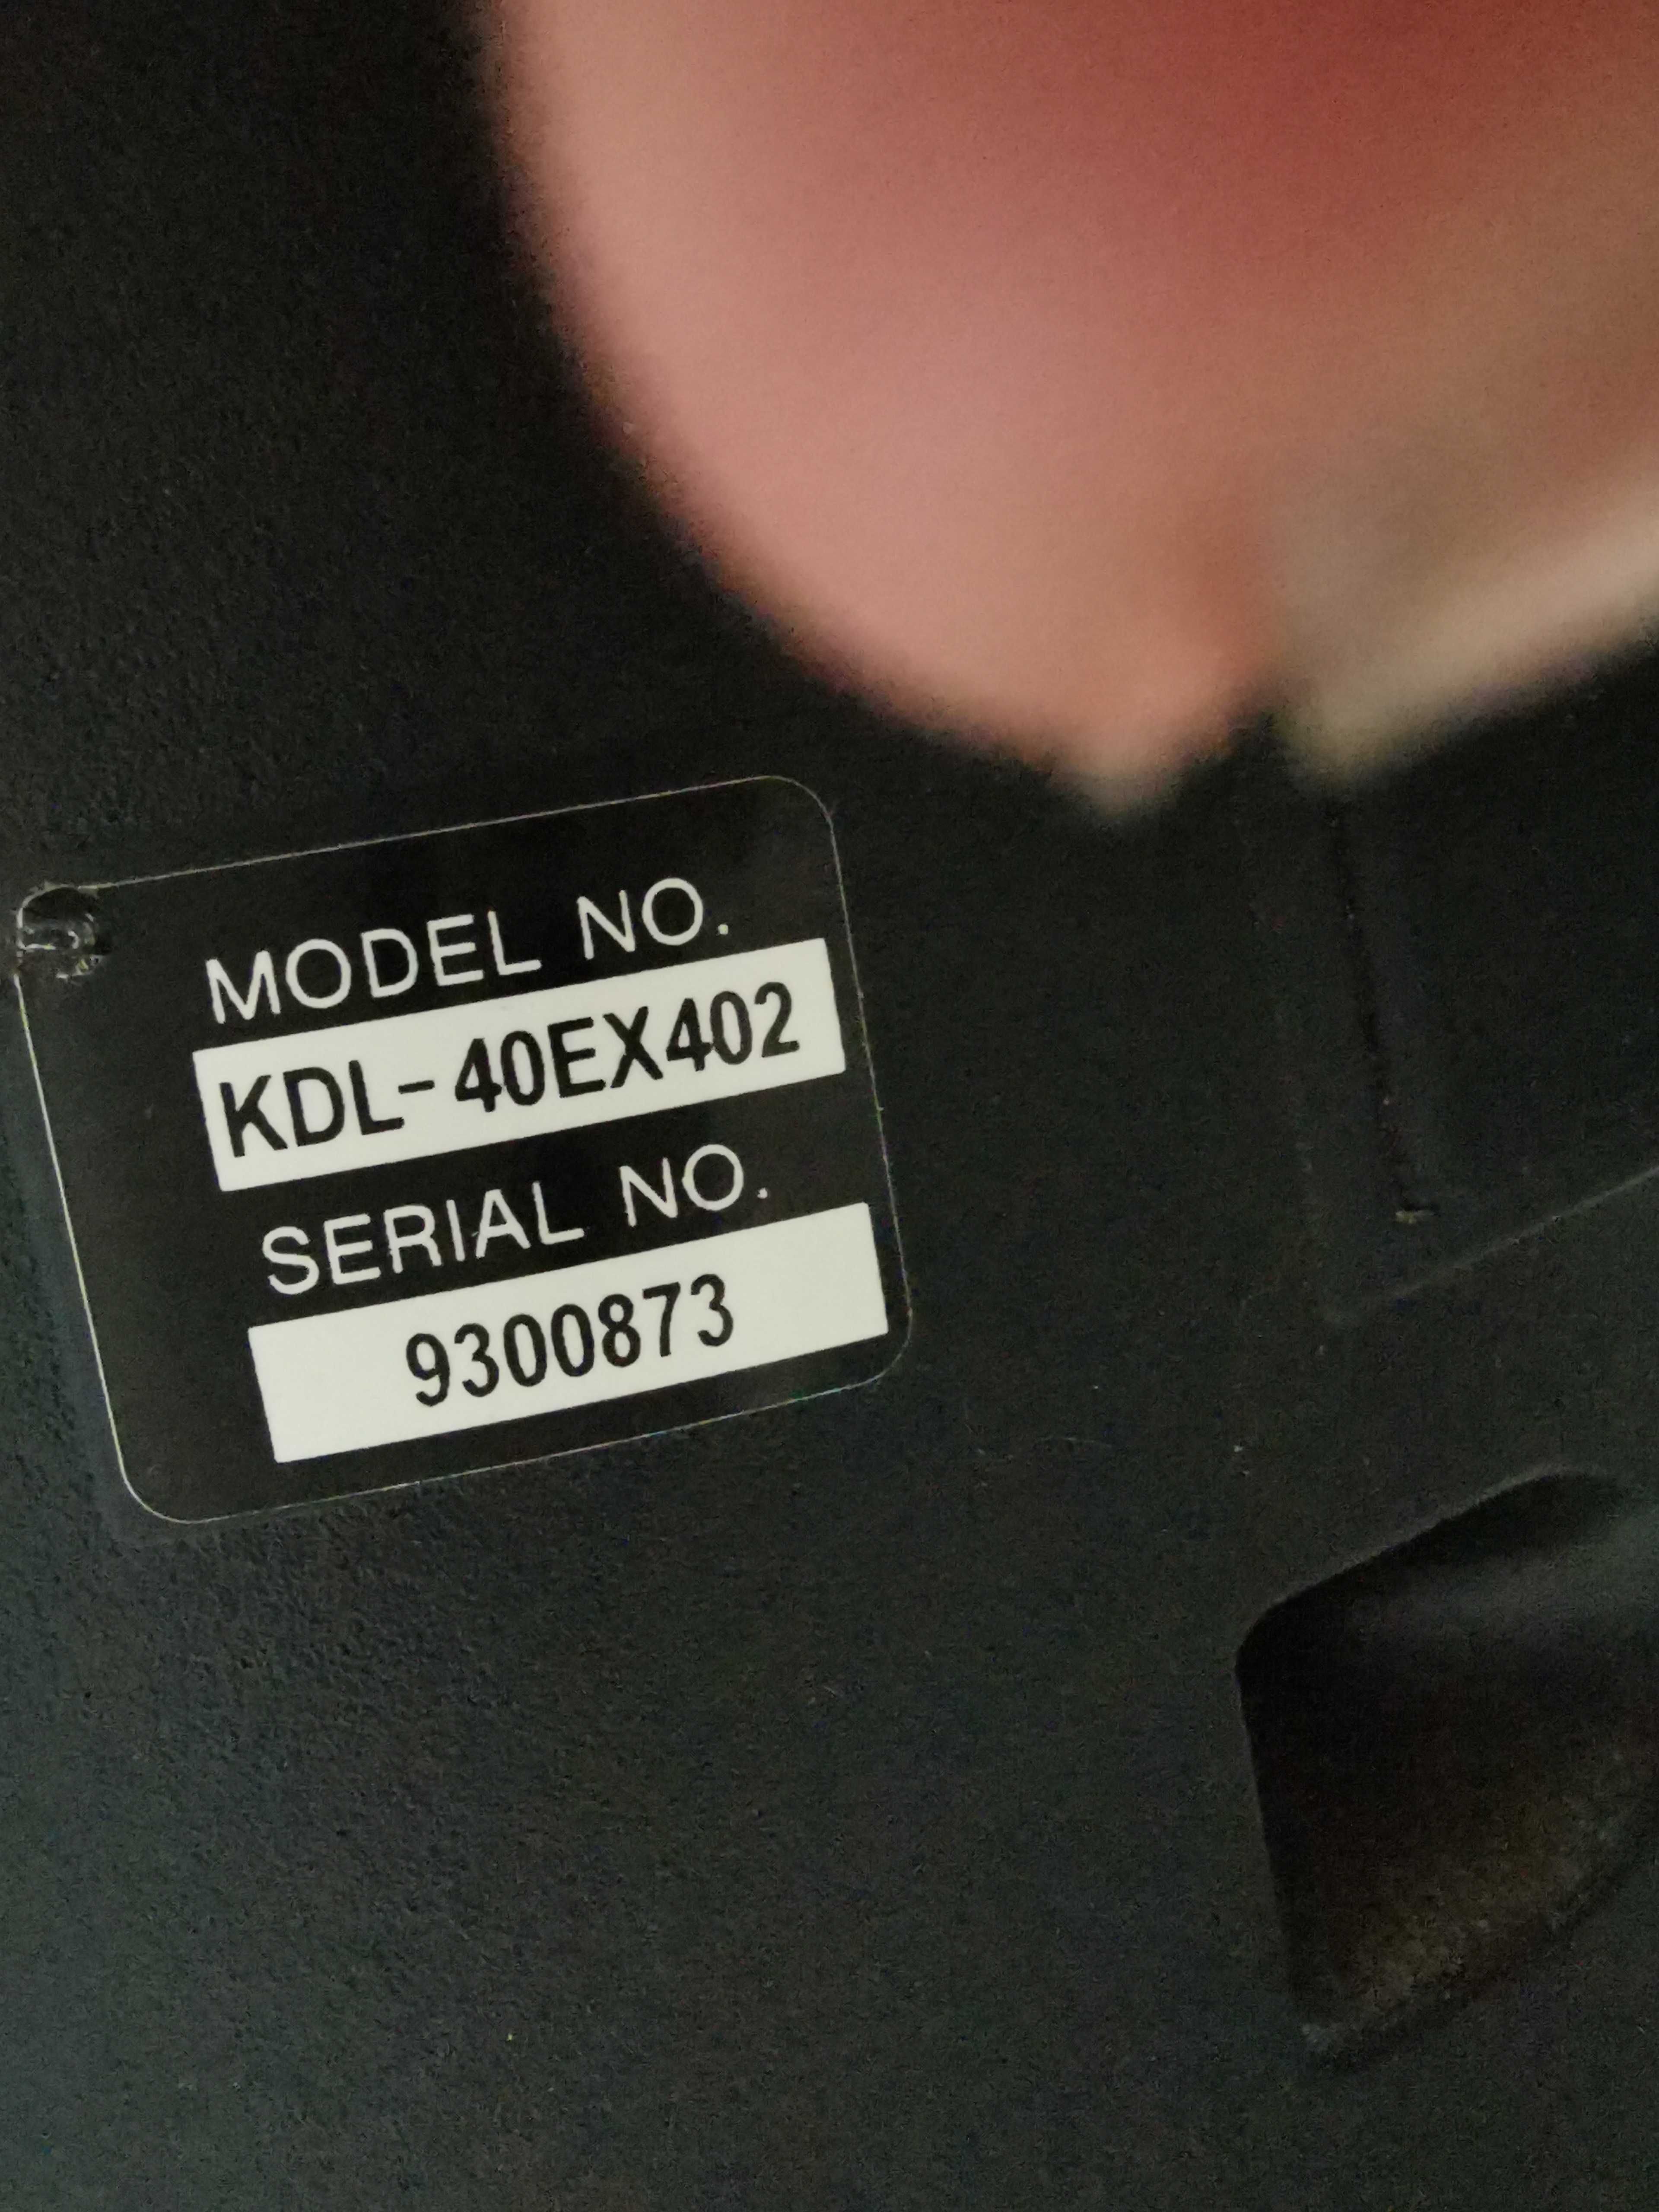 MODEL NO.
KDL-40EX402
SERIAL NO.
9300873